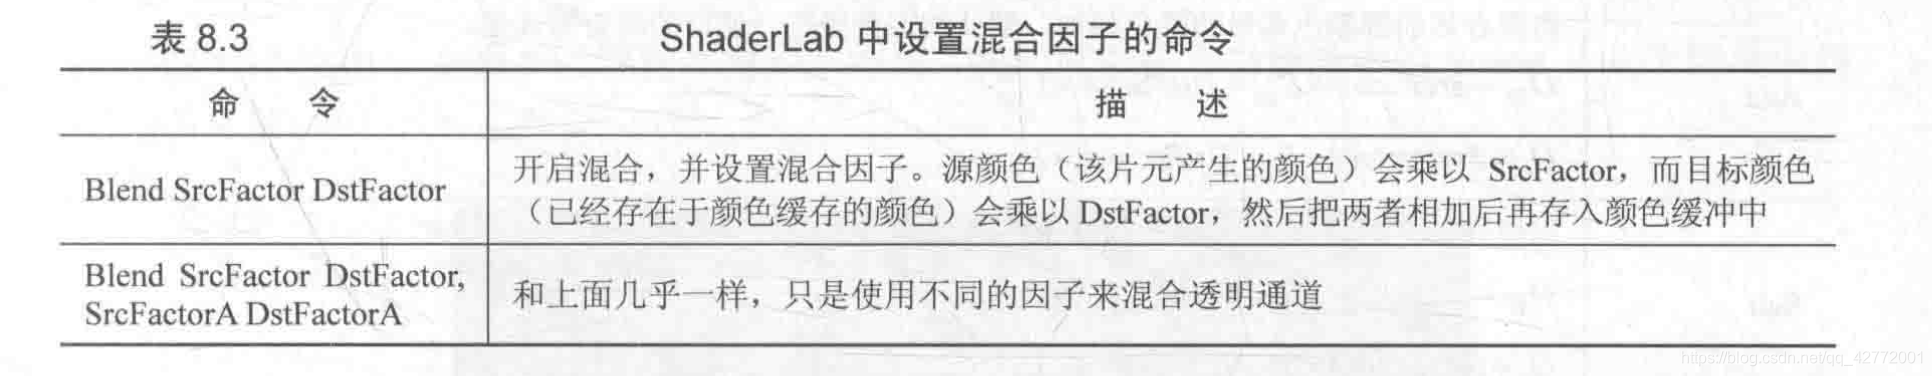 表 8.3
ShaderLab 中设置混合因子的命令
命 令
描 述
Blend SrcFactor DstFactor
开启混合，并设置混合因子。源颜色（该片元产生的颜色）会乘以 SrcFactor，而目标颜色
（已经存在于颜色缓存的颜色）会乘以 DstFactor，然后把两者相加后再存入颜色缓冲中
Blend SrcFactor DstFactor,
SrcFactorA DstFactorA
和上面几乎一样，只是使用不同的因子来混合透明通道
https://blog.csdn.net/qq_42772001